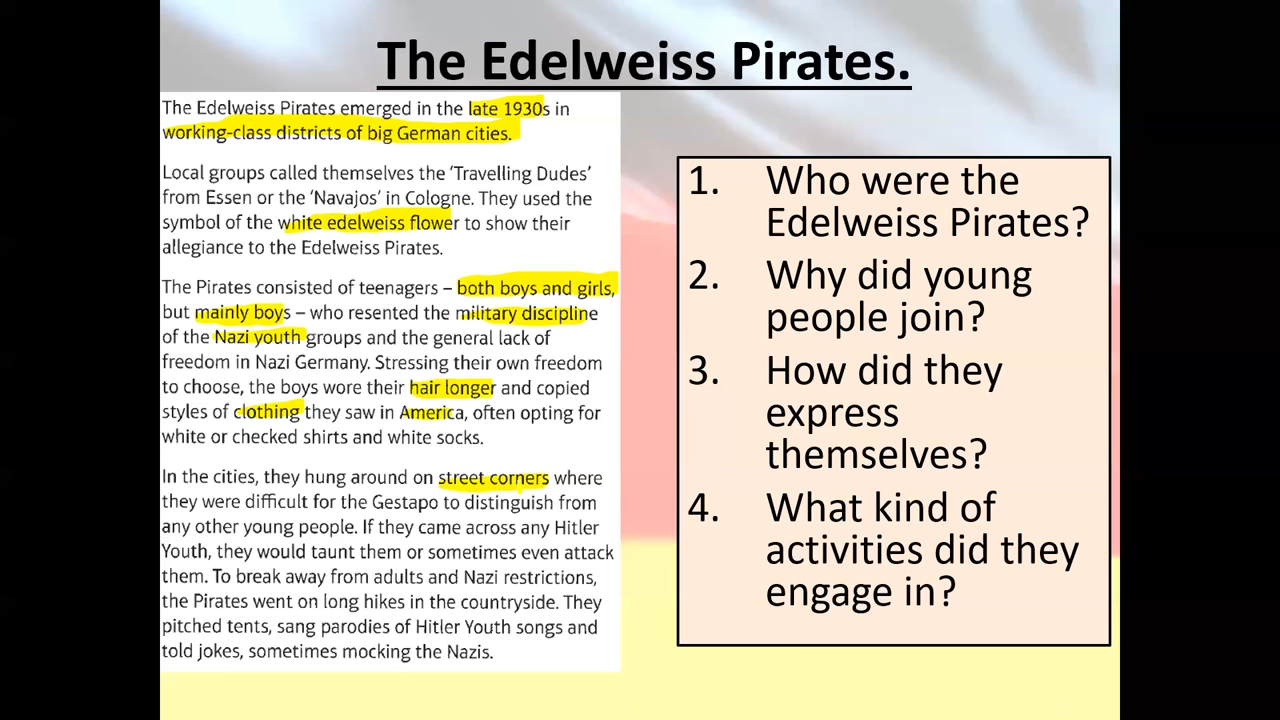 The Edelweiss Pirates.
The Edelweiss Pirates emerged in the late 1930s in
working-class districts of big German cities.
Local groups called themselves the ‘Travelling Dudes’
from Essen or the ‘Navajos’ in Cologne. They used the
symbol of the white edelweiss flower to show their
allegiance to the Edelweiss Pirates.
The Pirates consisted of teenagers – both boys and girls,
but mainly boys – who resented the military discipline
of the Nazi youth groups and the general lack of
freedom in Nazi Germany. Stressing their own freedom
to choose, the boys wore their hair longer and copied
styles of clothing they saw in America, often opting for
white or checked shirts and white socks.
In the cities, they hung around on street corners where
they were difficult for the Gestapo to distinguish from
any other young people. If they came across any Hitler
Youth, they would taunt them or sometimes even attack
them. To break away from adults and Nazi restrictions,
the Pirates went on long hikes in the countryside. They
pitched tents, sang parodies of Hitler Youth songs and
told jokes, sometimes mocking the Nazis.
1. Who were the
Edelweiss Pirates?
2. Why did young
people join?
3. How did they
express
themselves?
4. What kind of
activities did they
engage in?